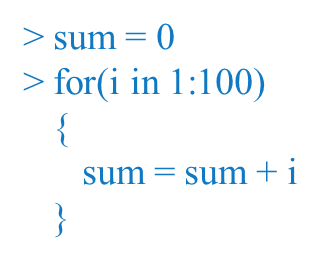 > sum = 0
> for(i in 1:100)
{
sum = sum + i
}